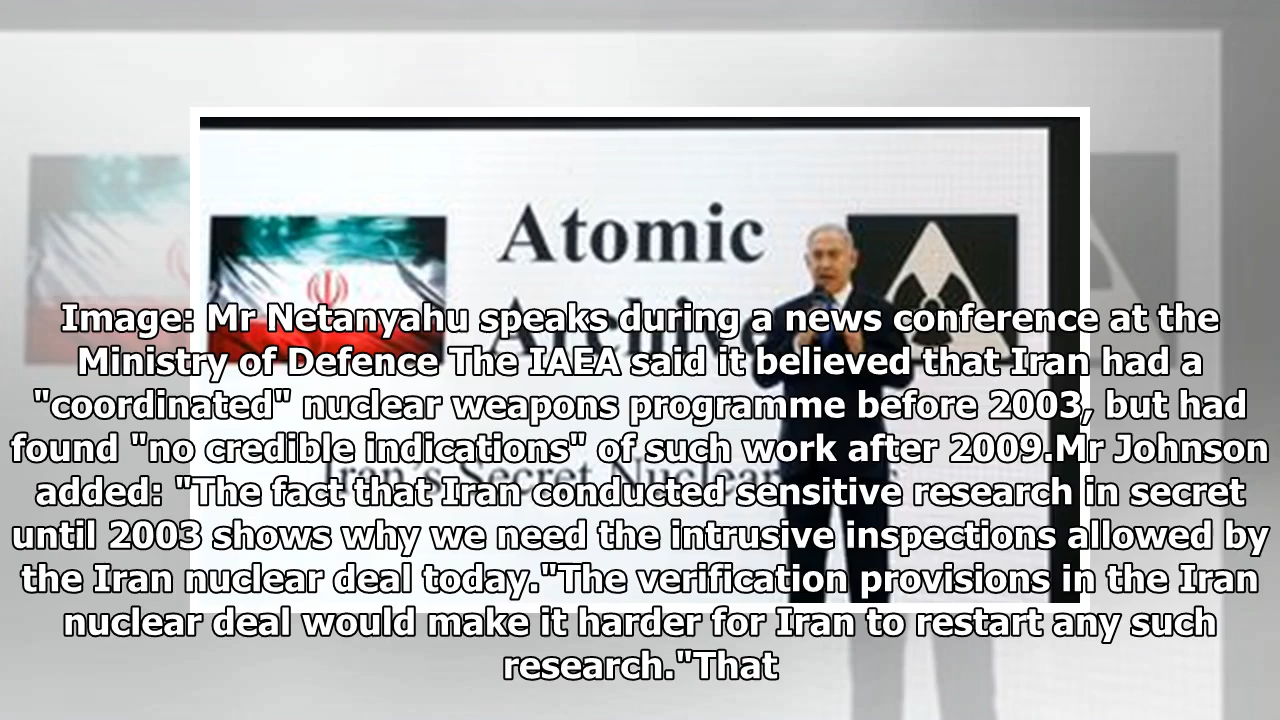 Atomic
Archive
Iran's Secret Nuclear
Image: Mr Netanyahu speaks during a news conference at the
Ministry of Defence The IAEA said it believed that Iran had a
"coordinated" nuclear weapons programme before 2003, but had
found "no credible indications" of such work after 2009.Mr Johnson
added: "The fact that Iran conducted sensitive research in secret
until 2003 shows why we need the intrusive inspections allowed by
the Iran nuclear deal today."The verification provisions in the Iran
nuclear deal would make it harder for Iran to restart any such
research."That